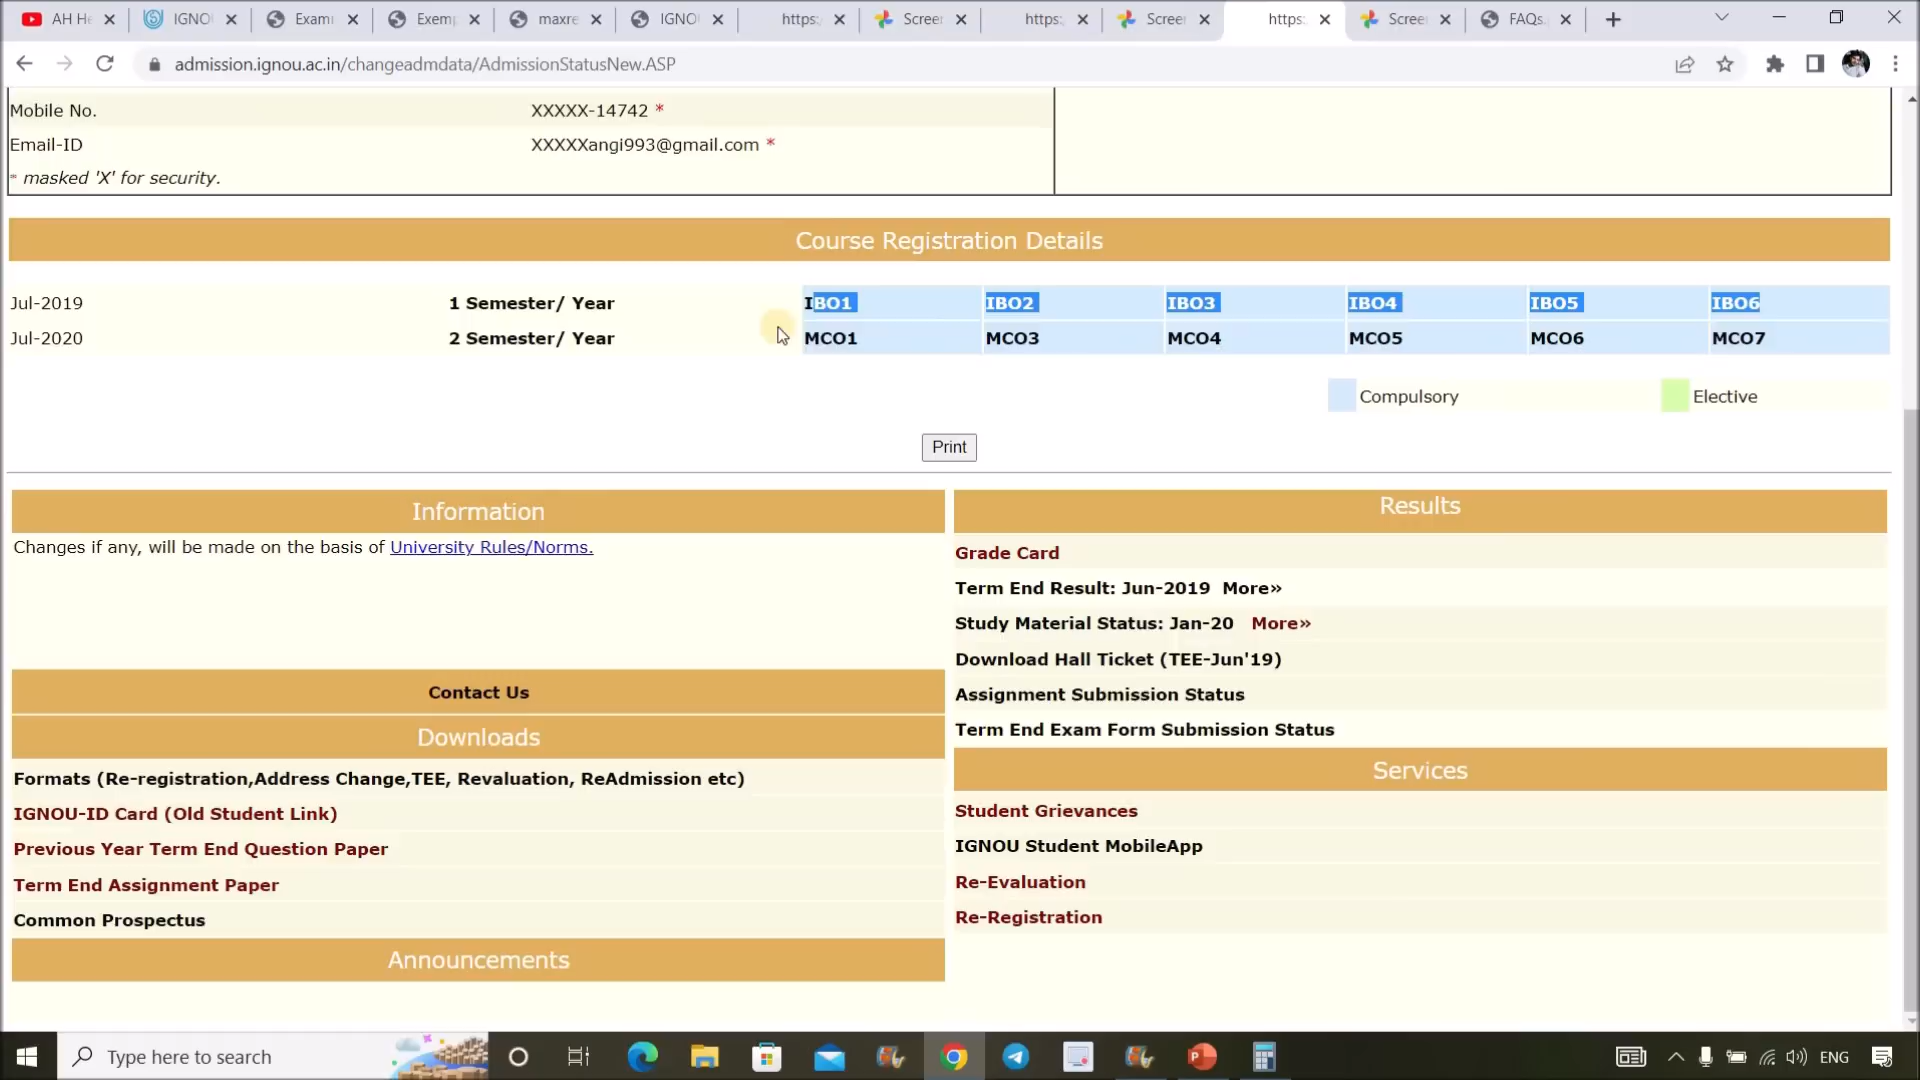 AH He
IGNOU
Exami
Exemp
maxre
IGNOU
https:
Screen
https:
Screen
https:
Screen
FAQs.
admission.ignou.ac.in/changeadmdata/AdmissionStatusNew.ASP
Mobile No. XXXXX-14742 *
Email-ID XXXXXangi993@gmail.com *
* masked 'X' for security.
Course Registration Details
Jul-2019 1 Semester/ Year IBO1 IBO2 IBO3 IBO4 IBO5 IBO6
Jul-2020 2 Semester/ Year MCO1 MCO3 MCO4 MCO5 MCO6 MCO7
Compulsory Elective
Print
Information
Changes if any, will be made on the basis of University Rules/Norms.
Contact Us
Downloads
Formats (Re-registration,Address Change,TEE, Revaluation, ReAdmission etc)
IGNOU-ID Card (Old Student Link)
Previous Year Term End Question Paper
Term End Assignment Paper
Common Prospectus
Announcements
Results
Grade Card
Term End Result: Jun-2019 More»
Study Material Status: Jan-20 More»
Download Hall Ticket (TEE-Jun'19)
Assignment Submission Status
Term End Exam Form Submission Status
Services
Student Grievances
IGNOU Student MobileApp
Re-Evaluation
Re-Registration
Type here to search
ENG